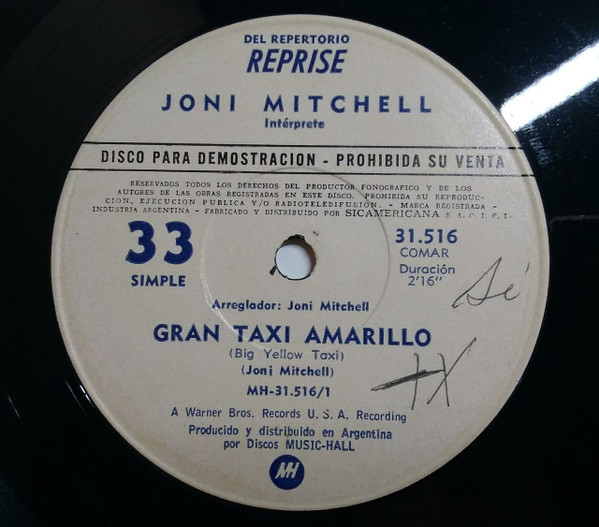 DEL REPERTORIO
REPRISE
JONI MITCHELL
Intérprete
DISCO PARA DEMOSTRACION - PROHIBIDA SU VENTA
RESERVADOS TODOS LOS DERECHOS DEL PRODUCTOR FONOGRAFICO Y DE LOS
AUTORES DE LAS OBRAS REGISTRADAS EN ESTE DISCO. PROHIBIDA SU REPRODUC-
CION, EJECUCION PUBLICA Y/O RADIOTELEDIFUSION. - MARCA REGISTRADA -
INDUSTRIA ARGENTINA - FABRICADO Y DISTRIBUIDO POR SICAMERICANA S. A. C. I. F. I.
33
SIMPLE
31.516
COMAR
Duración
2'16"
Arreglador: Joni Mitchell
GRAN TAXI AMARILLO
(Big Yellow Taxi)
(Joni Mitchell)
MH-31.516/1
A Warner Bros. Records U. S. A. Recording
Producido y distribuido en Argentina
por Discos MUSIC-HALL
MH